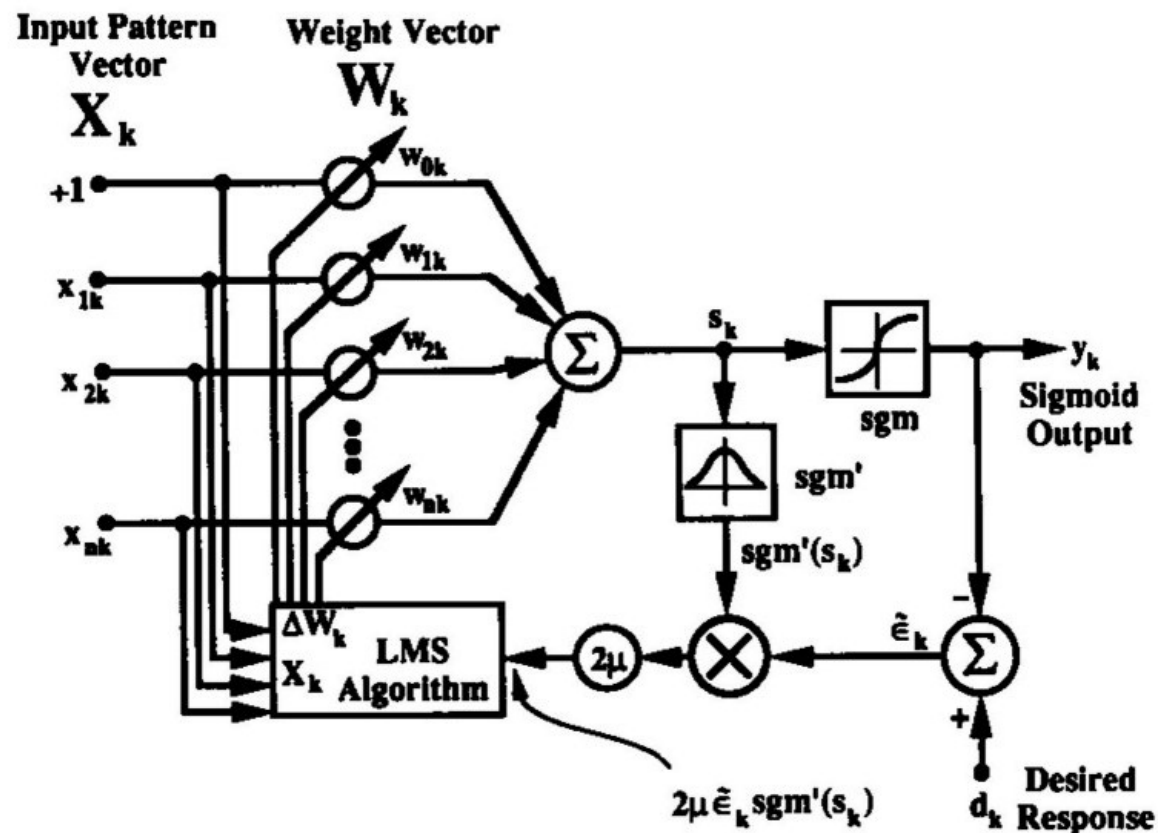 Input Pattern
Vector
X_k
Weight Vector
W_k
+1
w_0k
x_1k
w_1k
x_2k
w_2k
x_nk
w_nk
Σ
s_k
sgm
y_k
Sigmoid
Output
sgm'
sgm'(s_k)
ΔW_k
X_k
LMS
Algorithm
2μ
×
ε̃_k
Σ
-
+
d_k
Desired
Response
2μ ε̃_k sgm'(s_k)